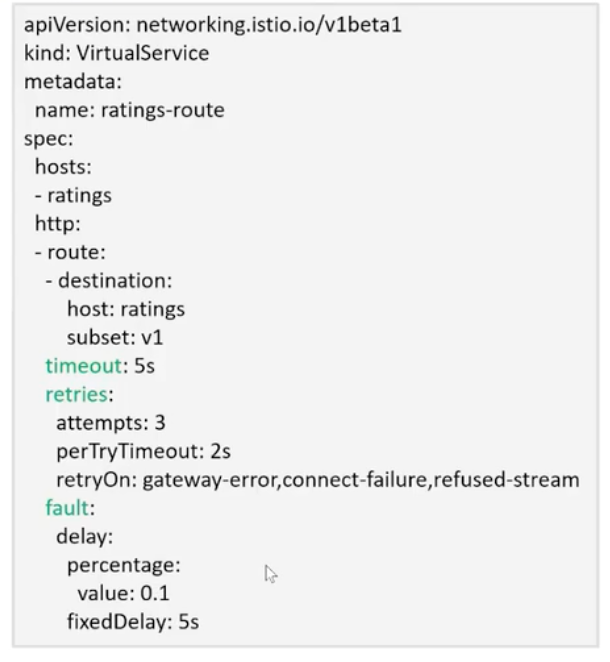 apiVersion: networking.istio.io/v1beta1
kind: VirtualService
metadata:
  name: ratings-route
spec:
  hosts:
  - ratings
  http:
  - route:
    - destination:
        host: ratings
        subset: v1
    timeout: 5s
    retries:
      attempts: 3
      perTryTimeout: 2s
      retryOn: gateway-error,connect-failure,refused-stream
    fault:
      delay:
        percentage:
          value: 0.1
        fixedDelay: 5s